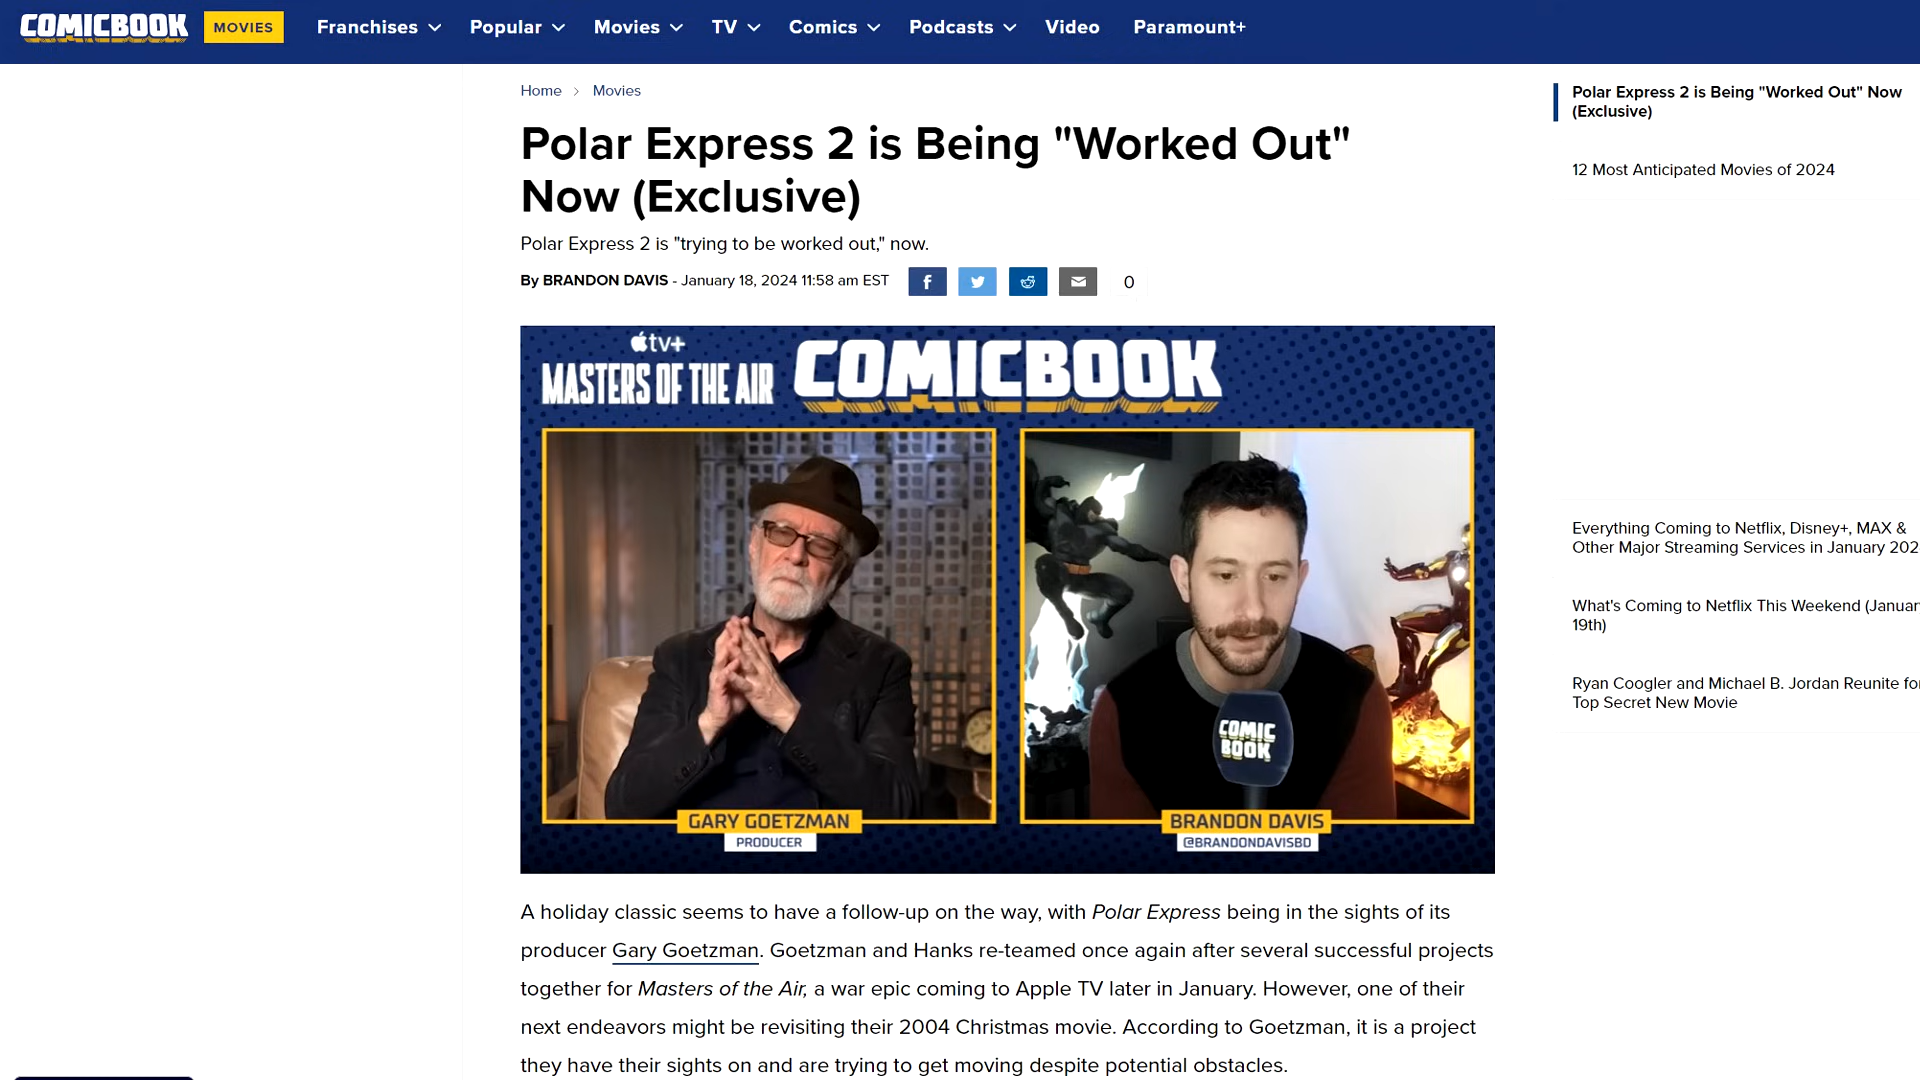 COMICBOOK MOVIES Franchises Popular Movies TV Comics Podcasts Video Paramount+
Home > Movies
Polar Express 2 is Being "Worked Out"
Now (Exclusive)
Polar Express 2 is "trying to be worked out," now.
By BRANDON DAVIS - January 18, 2024 11:58 am EST
0
tv+
MASTERS OF THE AIR
COMICBOOK
COMIC
BOOK
GARY GOETZMAN
PRODUCER
BRANDON DAVIS
@BRANDONDAVISBD
A holiday classic seems to have a follow-up on the way, with Polar Express being in the sights of its
producer Gary Goetzman. Goetzman and Hanks re-teamed once again after several successful projects
together for Masters of the Air, a war epic coming to Apple TV later in January. However, one of their
next endeavors might be revisiting their 2004 Christmas movie. According to Goetzman, it is a project
they have their sights on and are trying to get moving despite potential obstacles.
Polar Express 2 is Being "Worked Out" Now
(Exclusive)
12 Most Anticipated Movies of 2024
Everything Coming to Netflix, Disney+, MAX &
Other Major Streaming Services in January 202
What's Coming to Netflix This Weekend (Januar
19th)
Ryan Coogler and Michael B. Jordan Reunite for
Top Secret New Movie